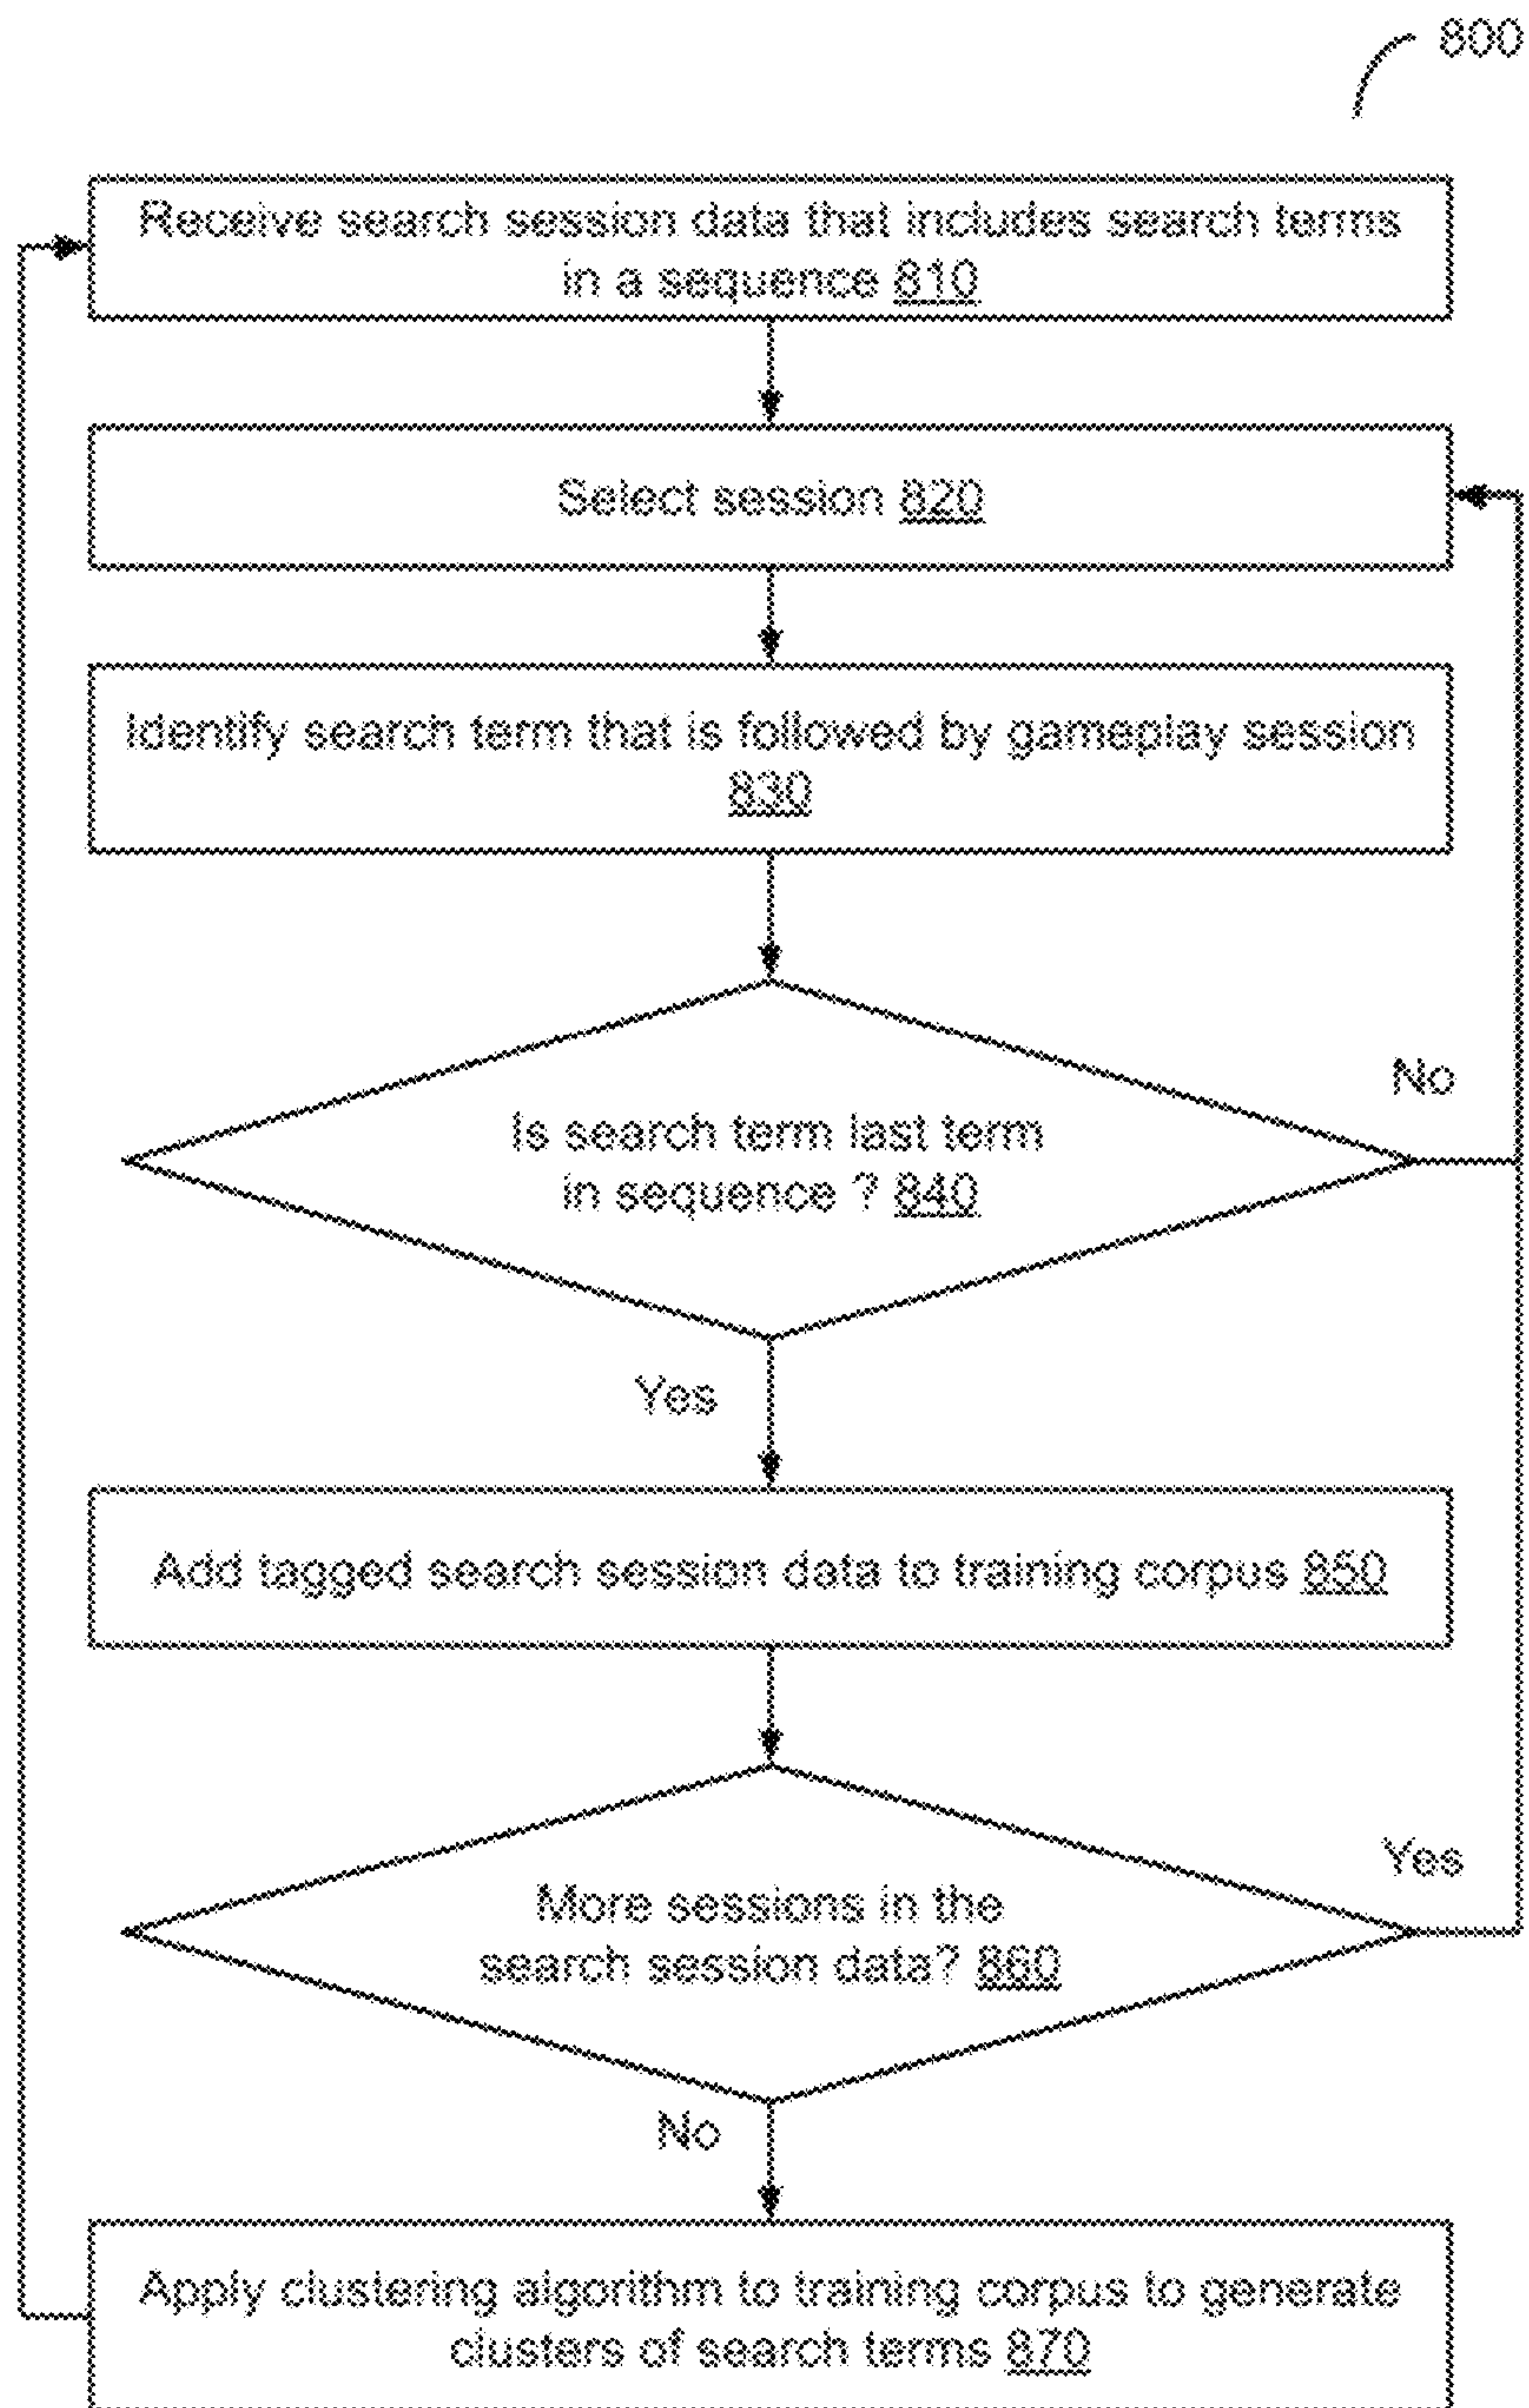 800
Receive search session data that includes search terms
in a sequence 810
Select session 820
Identify search term that is followed by gameplay session
830
No
Is search term last term
in sequence ? 840
Yes
Add tagged search session data to training corpus 850
Yes
More sessions in the
search session data? 860
No
Apply clustering algorithm to training corpus to generate
clusters of search terms 870